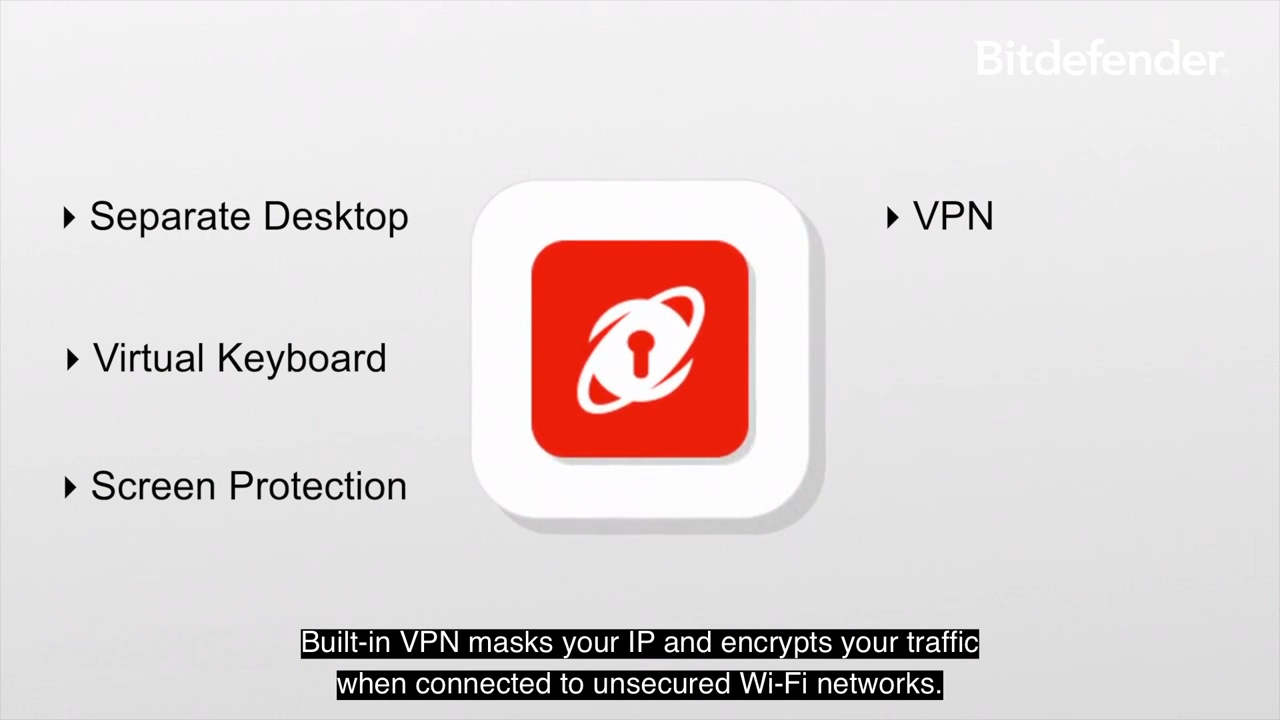 Bitdefender
Separate Desktop
Virtual Keyboard
Screen Protection
VPN
Built-in VPN masks your IP and encrypts your traffic
when connected to unsecured Wi-Fi networks.